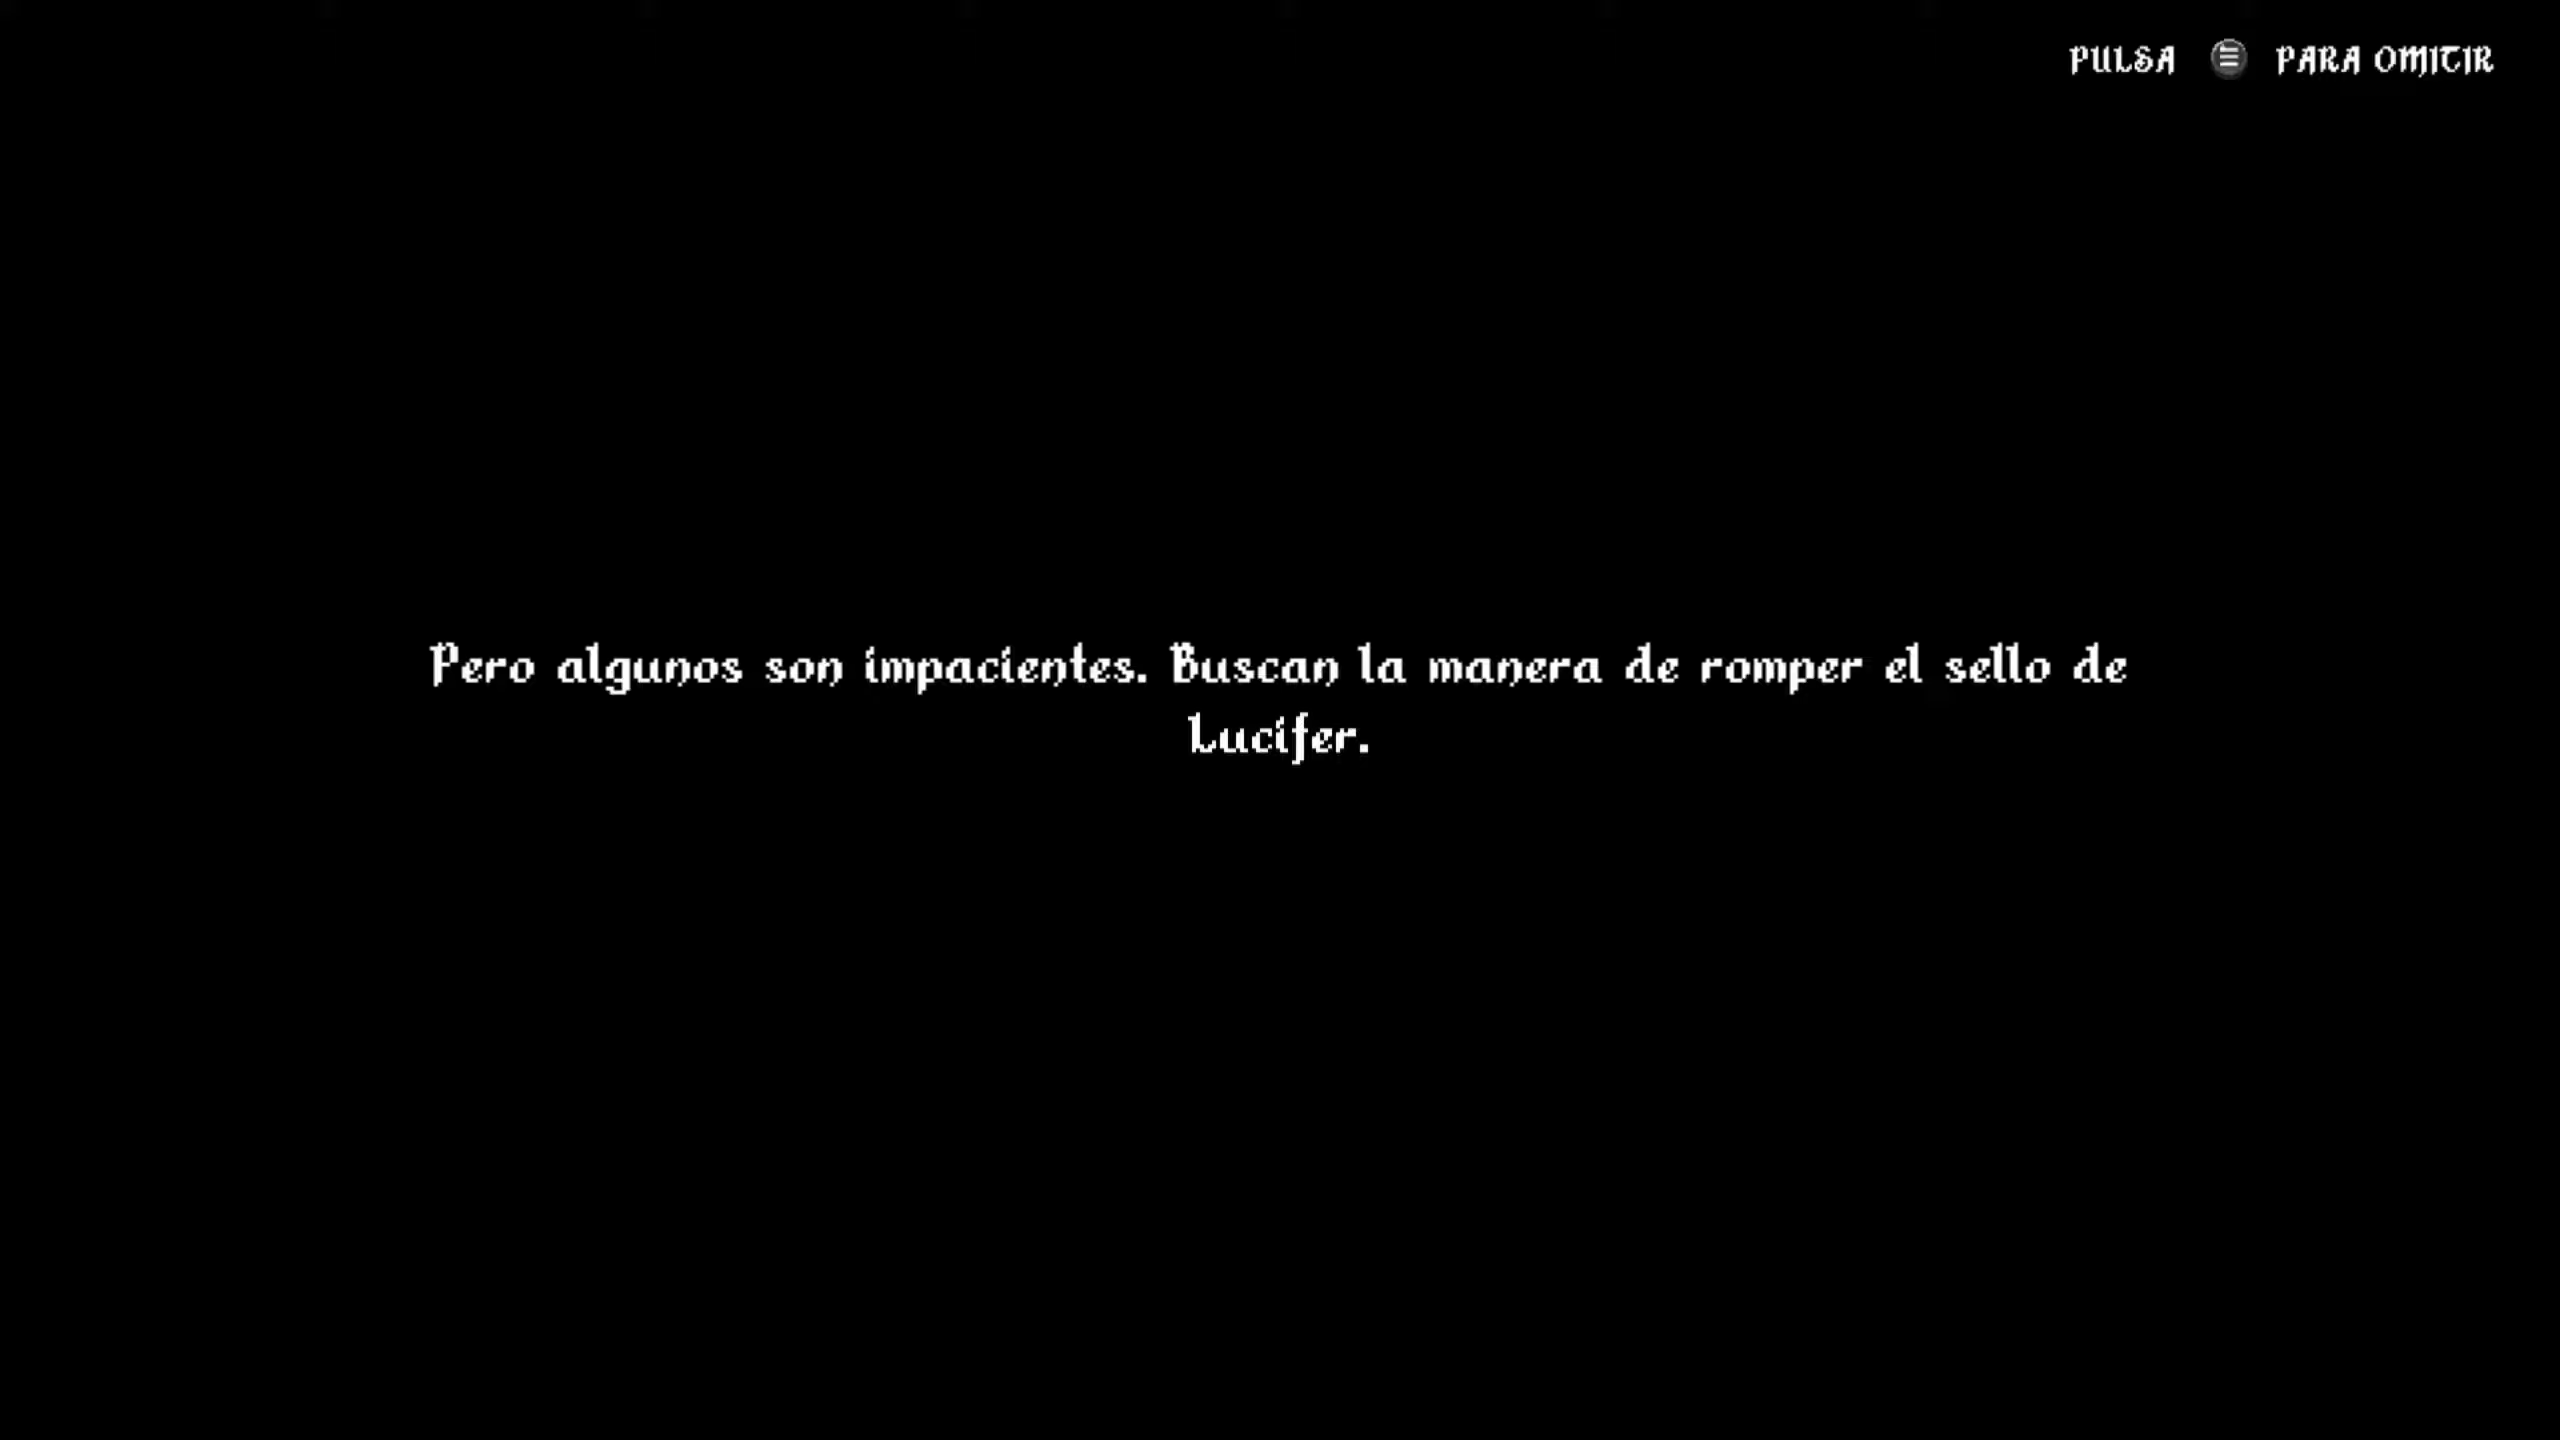 PULSA PARA OMITIR
Pero algunos son impacientes. Buscan la manera de romper el sello de
Lucifer.